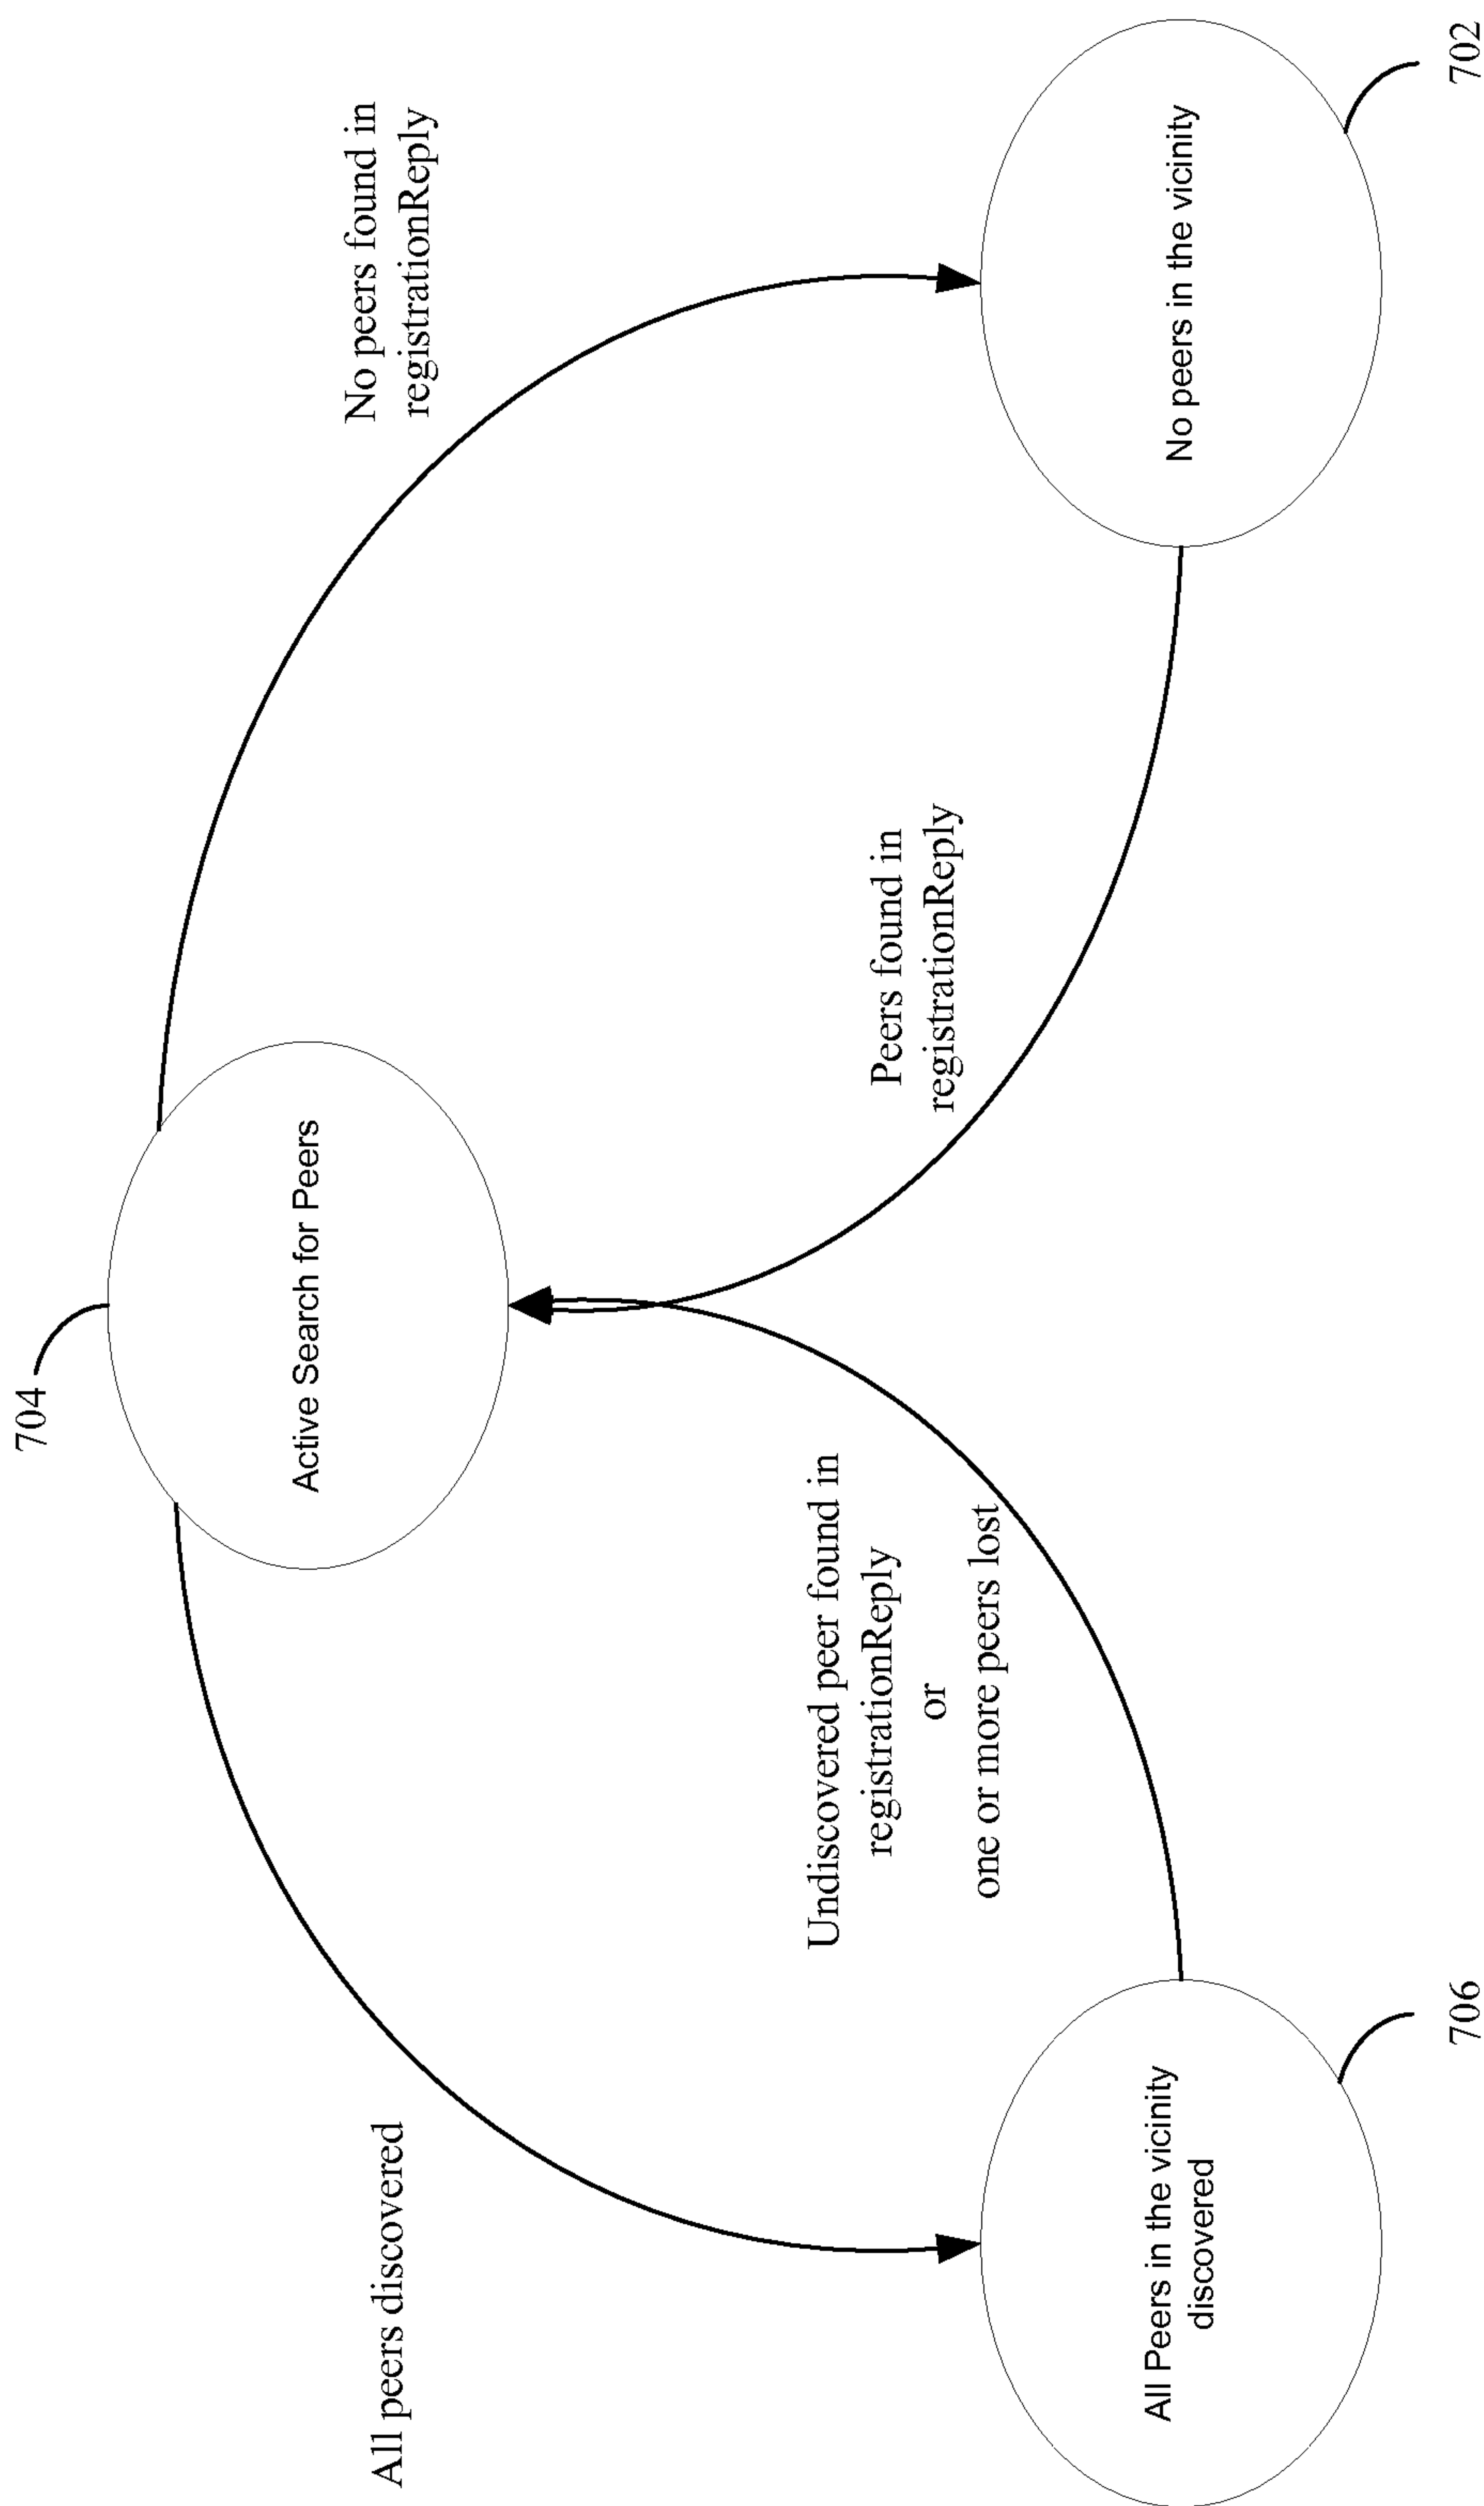 704
Active Search for Peers
All peers discovered
No peers found in
registrationReply
Undiscovered peer found in
registrationReply
or
one or more peers lost
Peers found in
registrationReply
All Peers in the vicinity
discovered
706
No peers in the vicinity
702